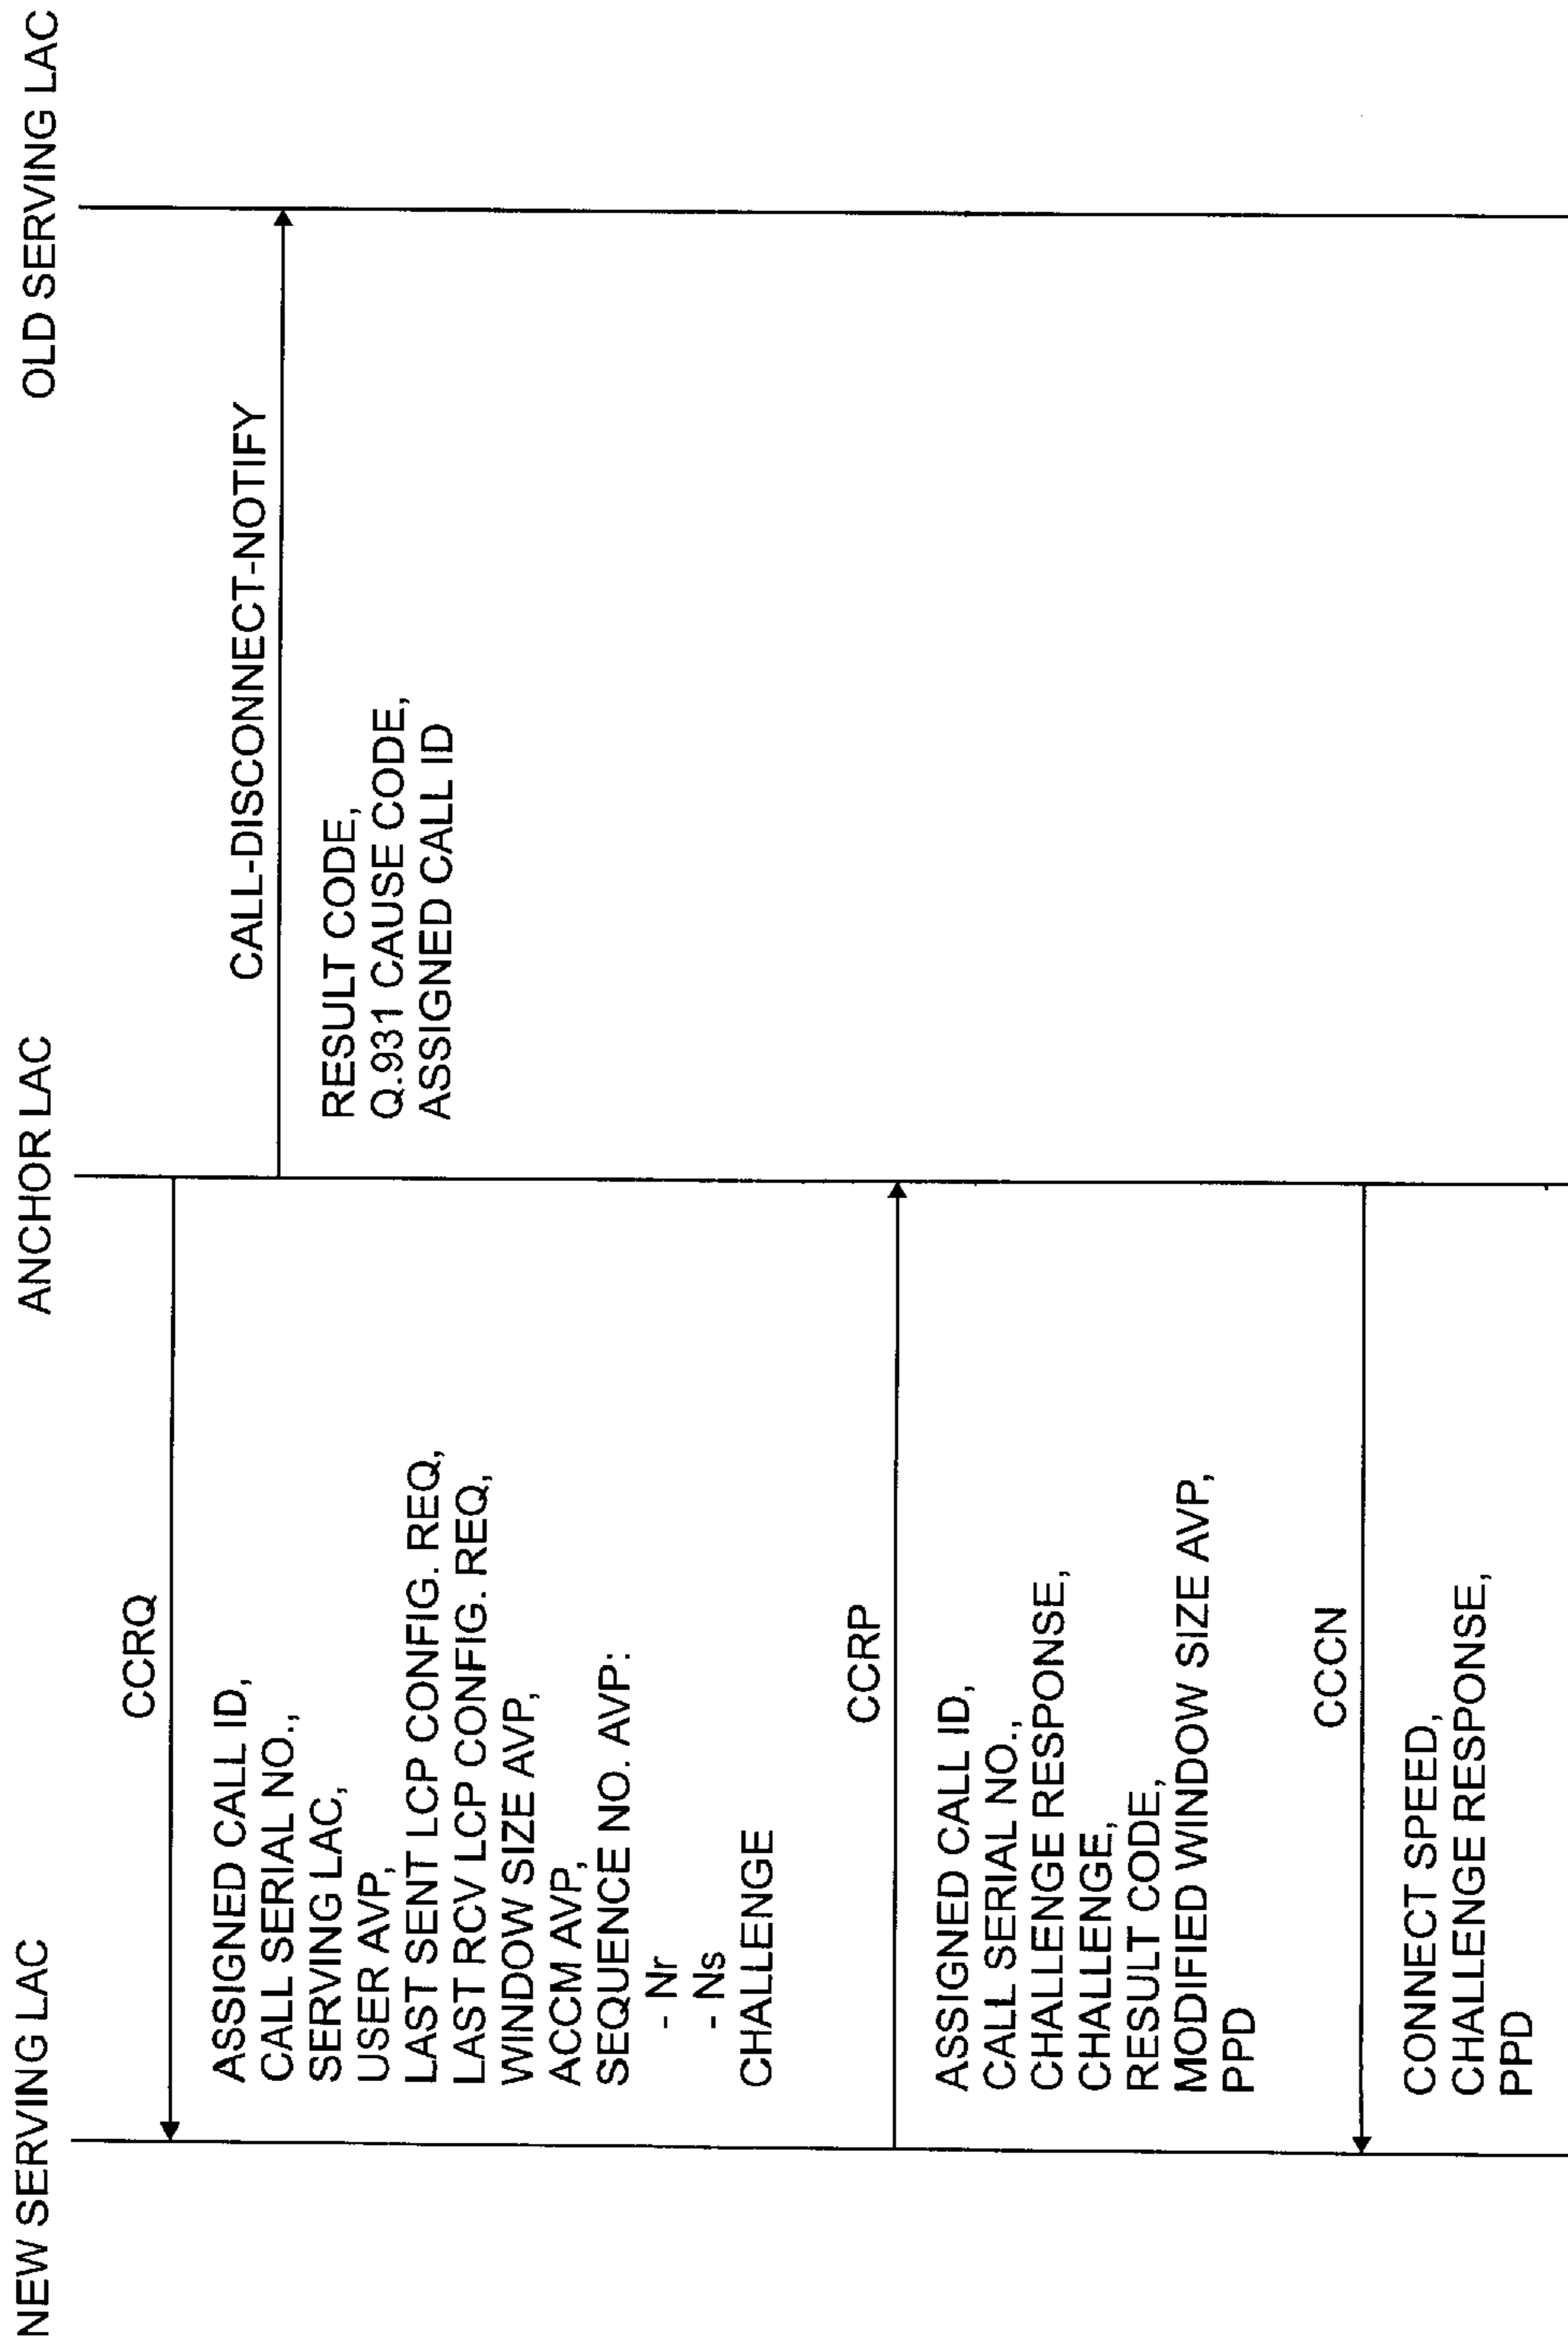 NEW SERVING LAC
ANCHOR LAC
OLD SERVING LAC
CCRQ
ASSIGNED CALL ID,
CALL SERIAL NO.,
SERVING LAC,
USER AVP,
LAST SENT LCP CONFIG. REQ,
LAST RCV LCP CONFIG. REQ,
WINDOW SIZE AVP,
ACCM AVP,
SEQUENCE NO. AVP:
- Nr
- Ns
CHALLENGE
CALL-DISCONNECT-NOTIFY
RESULT CODE,
Q.931 CAUSE CODE,
ASSIGNED CALL ID
CCRP
ASSIGNED CALL ID,
CALL SERIAL NO.,
CHALLENGE RESPONSE,
CHALLENGE,
RESULT CODE,
MODIFIED WINDOW SIZE AVP,
PPD
CCCN
CONNECT SPEED,
CHALLENGE RESPONSE,
PPD